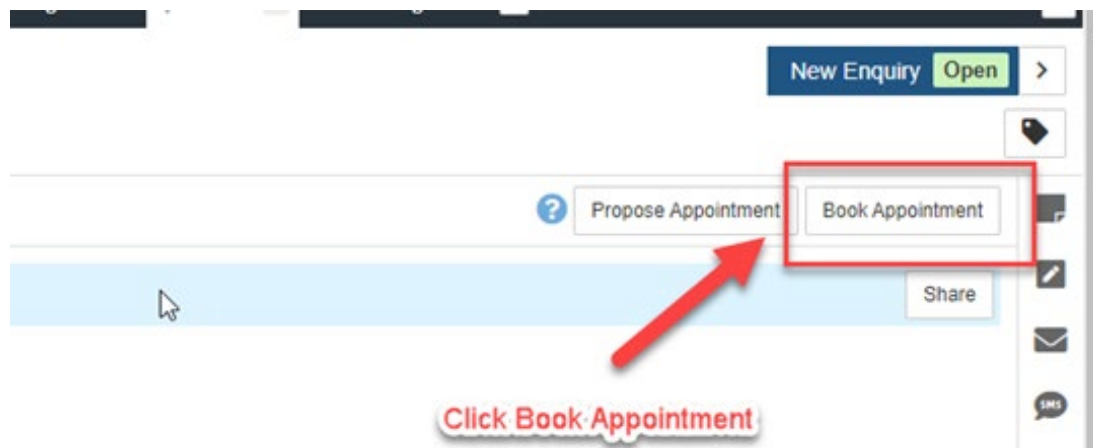 New Enquiry Open
Propose Appointment Book Appointment
Share
SMS
Click Book Appointment